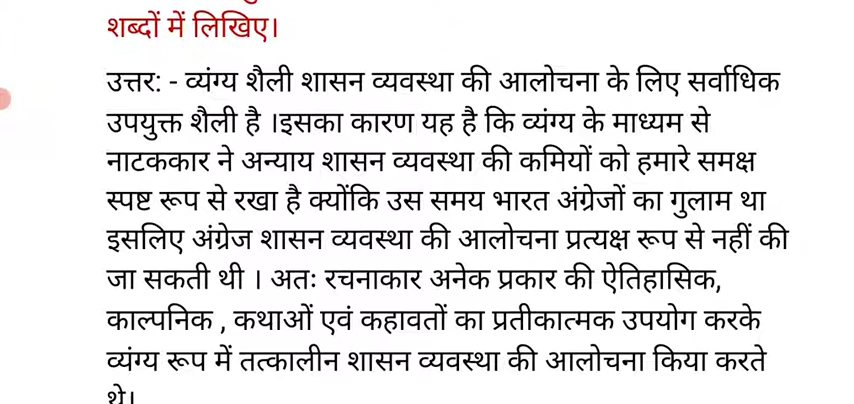 शब्दों में लिखिए।
उत्तर: - व्यंग्य शैली शासन व्यवस्था की आलोचना के लिए सर्वाधिक
उपयुक्त शैली है ।इसका कारण यह है कि व्यंग्य के माध्यम से
नाटककार ने अन्याय शासन व्यवस्था की कमियों को हमारे समक्ष
स्पष्ट रूप से रखा है क्योंकि उस समय भारत अंग्रेजों का गुलाम था
इसलिए अंग्रेज शासन व्यवस्था की आलोचना प्रत्यक्ष रूप से नहीं की
जा सकती थी । अतः रचनाकार अनेक प्रकार की ऐतिहासिक,
काल्पनिक , कथाओं एवं कहावतों का प्रतीकात्मक उपयोग करके
व्यंग्य रूप में तत्कालीन शासन व्यवस्था की आलोचना किया करते
थे।